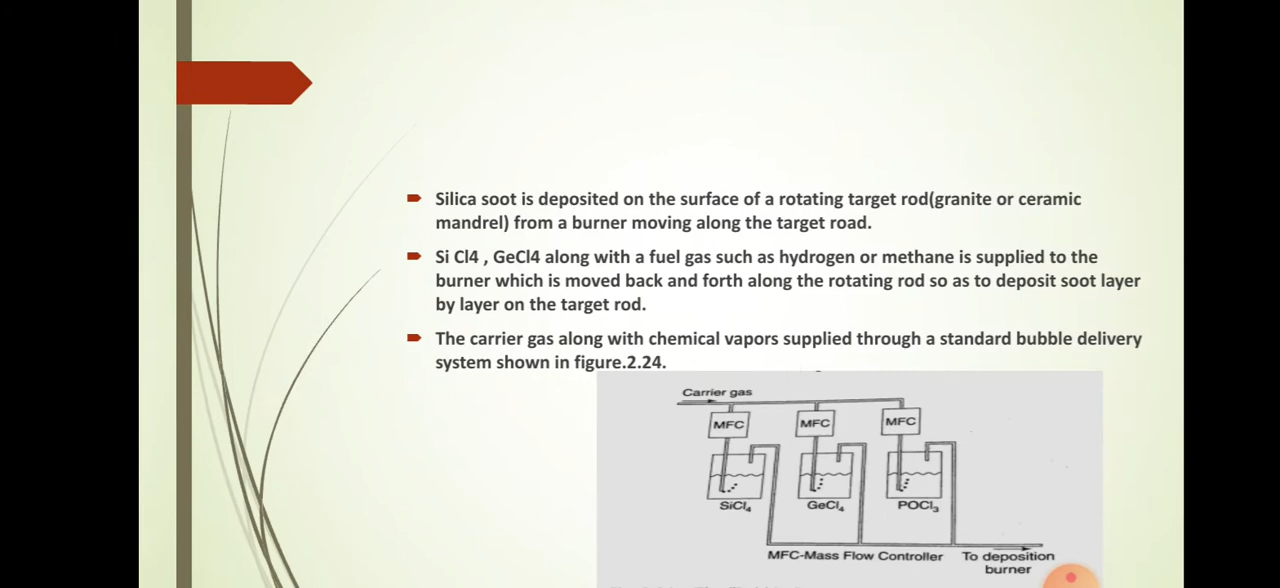 Silica soot is deposited on the surface of a rotating target rod(granite or ceramic
mandrel) from a burner moving along the target road.
Si Cl4 , GeCl4 along with a fuel gas such as hydrogen or methane is supplied to the
burner which is moved back and forth along the rotating rod so as to deposit soot layer
by layer on the target rod.
The carrier gas along with chemical vapors supplied through a standard bubble delivery
system shown in figure.2.24.
Carrier gas
MFC
MFC
MFC
SiCl₄
GeCl₄
POCl₃
MFC-Mass Flow Controller
To deposition
burner